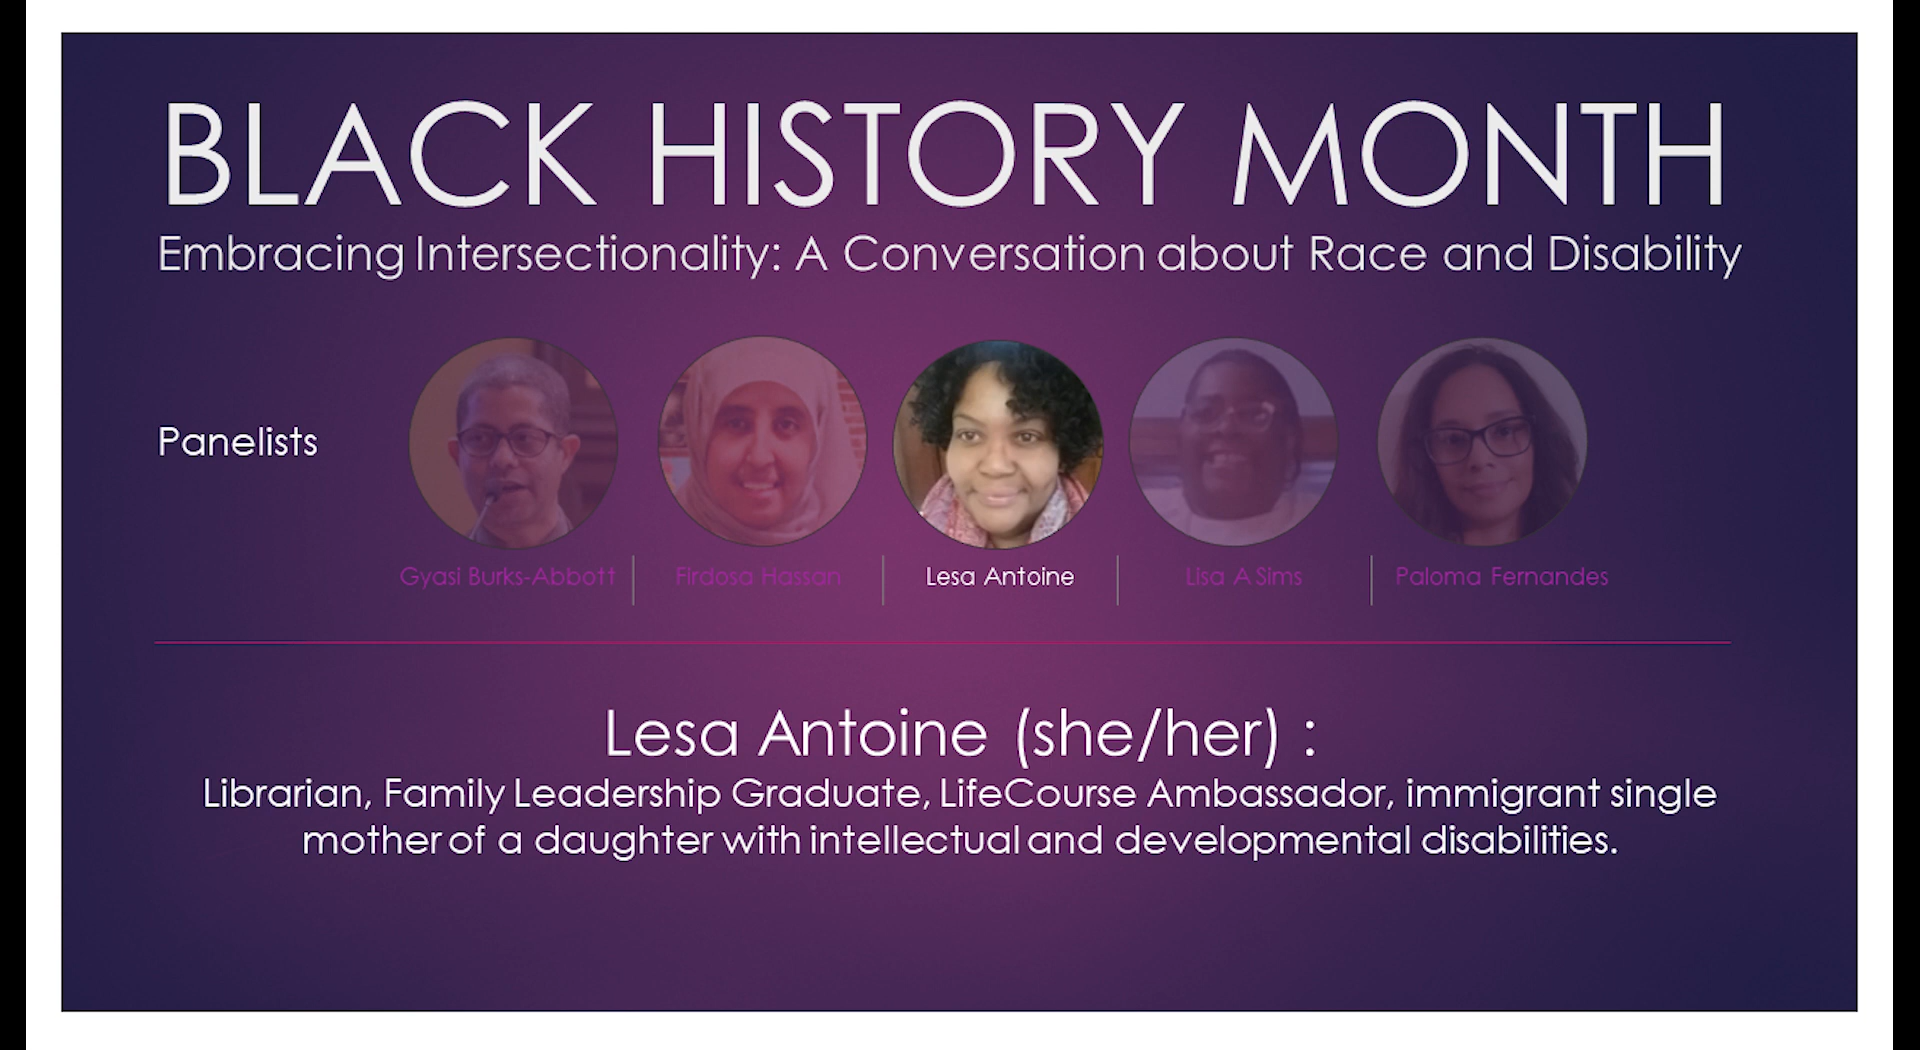 BLACK HISTORY MONTH
Embracing Intersectionality: A Conversation about Race and Disability
Panelists
Gyasi Burks-Abbott
Firdosa Hassan
Lesa Antoine
Lisa A Sims
Paloma Fernandes
Lesa Antoine (she/her) :
Librarian, Family Leadership Graduate, LifeCourse Ambassador, immigrant single
mother of a daughter with intellectual and developmental disabilities.